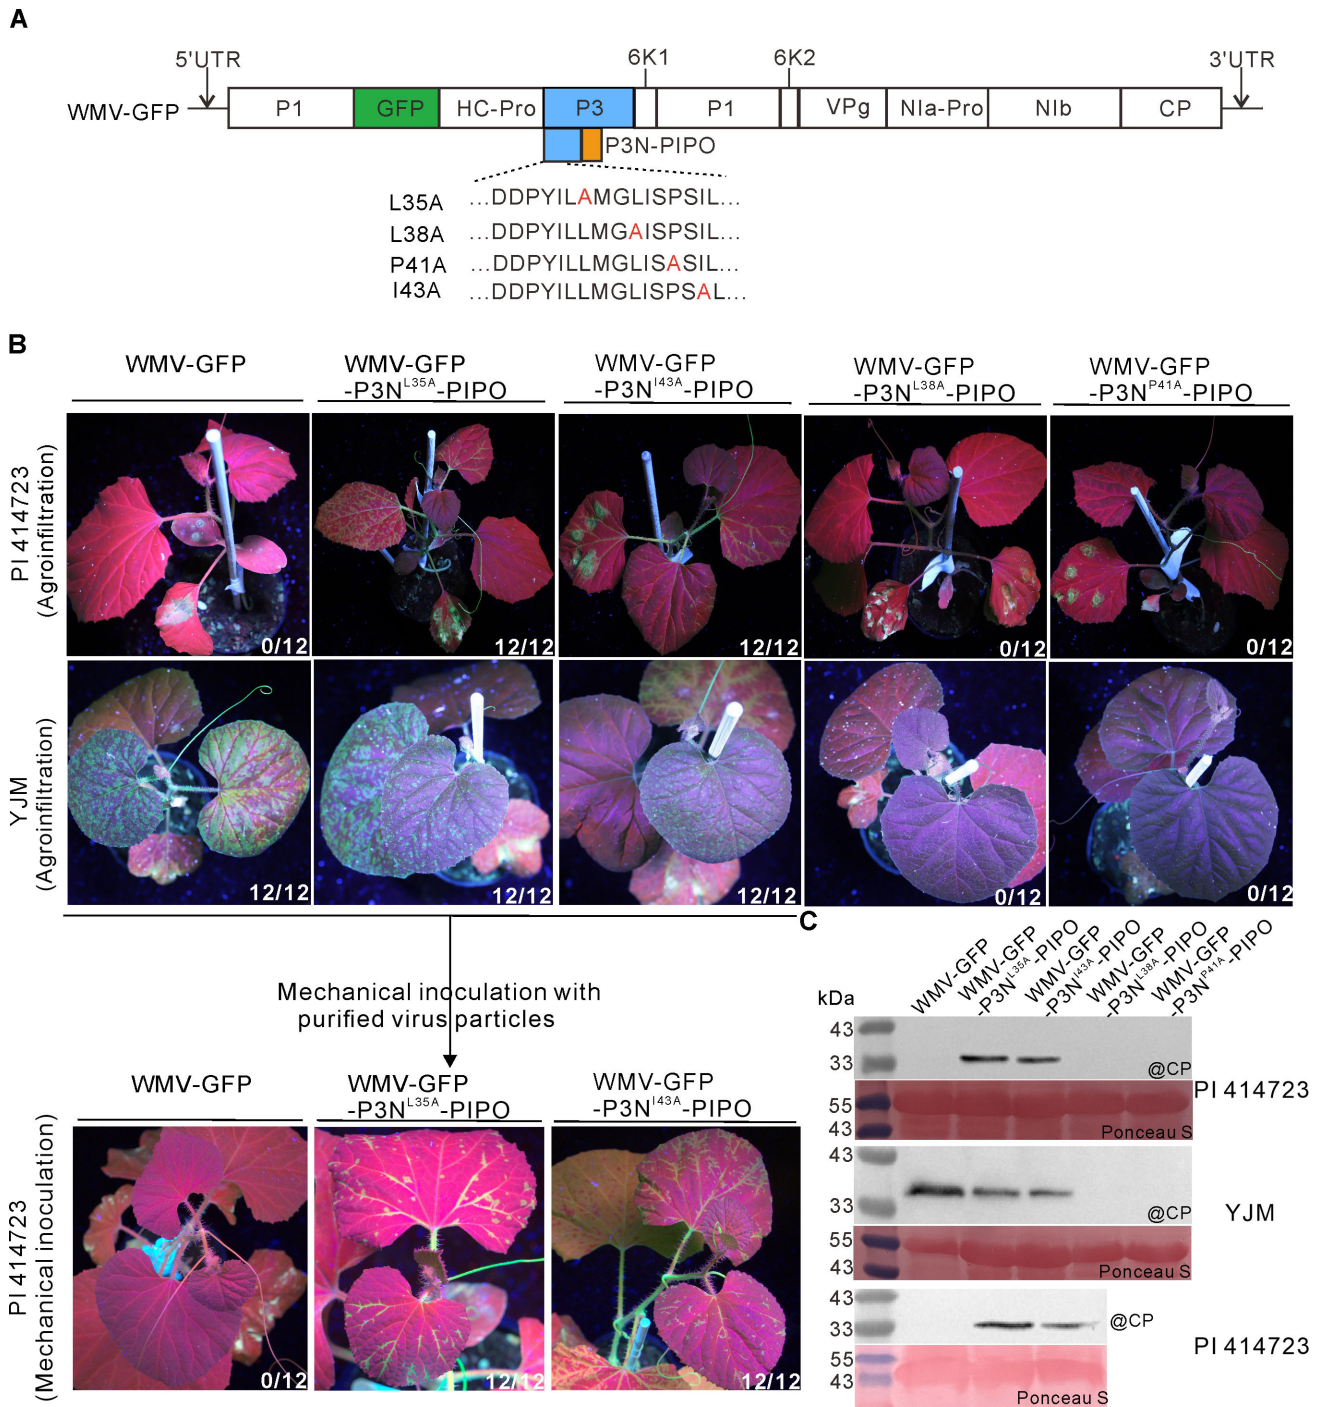 A
5'UTR
6K1
6K2
3'UTR
WMV-GFP
P1
GFP
HC-Pro
P3
P1
VPg
NIa-Pro
NIb
CP
P3N-PIPO
L35A
...DDPYILAMGLISPSIL...
L38A
...DDPYILLMGAISPSIL...
P41A
...DDPYILLMGLISASIL...
I43A
...DDPYILLMGLISPSAL...
B
WMV-GFP
WMV-GFP
-P3NL35A-PIPO
WMV-GFP
-P3NI43A-PIPO
WMV-GFP
-P3NL38A-PIPO
WMV-GFP
-P3NP41A-PIPO
PI 414723
(Agroinfiltration)
0/12
12/12
12/12
0/12
0/12
YJM
(Agroinfiltration)
12/12
12/12
12/12
0/12
0/12
Mechanical inoculation with
purified virus particles
WMV-GFP
WMV-GFP
-P3NL35A-PIPO
WMV-GFP
-P3NI43A-PIPO
PI 414723
(Mechanical inoculation)
0/12
12/12
12/12
C
kDa
WMV-GFP
WMV-GFP
-P3NL35A-PIPO
WMV-GFP
-P3NI43A-PIPO
WMV-GFP
-P3NL38A-PIPO
WMV-GFP
-P3NP41A-PIPO
43
33
@CP
PI 414723
55
43
Ponceau S
43
33
@CP
YJM
55
43
Ponceau S
43
33
@CP
PI 414723
55
43
Ponceau S